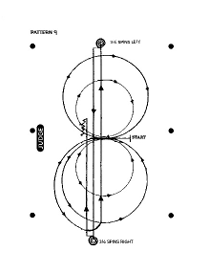 PATTERN 9
3½ SPINS LEFT
JUDGE
START
3½ SPINS RIGHT